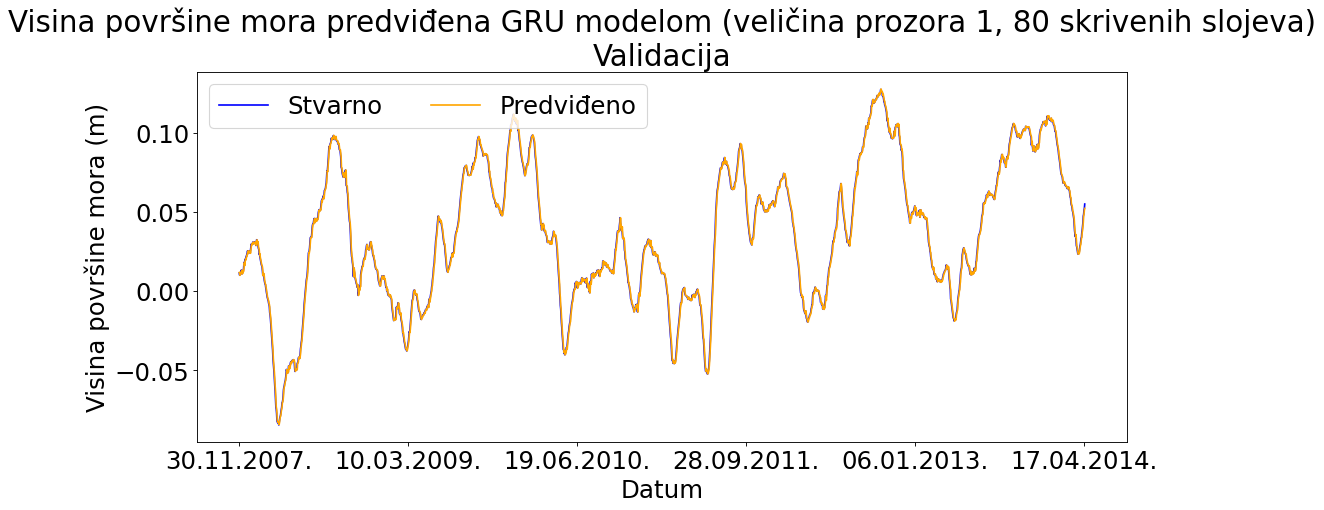 Visina površine mora predviđena GRU modelom (veličina prozora 1, 80 skrivenih slojeva)
Validacija
Stvarno Predviđeno
Visina površine mora (m)
0.10
0.05
0.00
−0.05
30.11.2007. 10.03.2009. 19.06.2010. 28.09.2011. 06.01.2013. 17.04.2014.
Datum